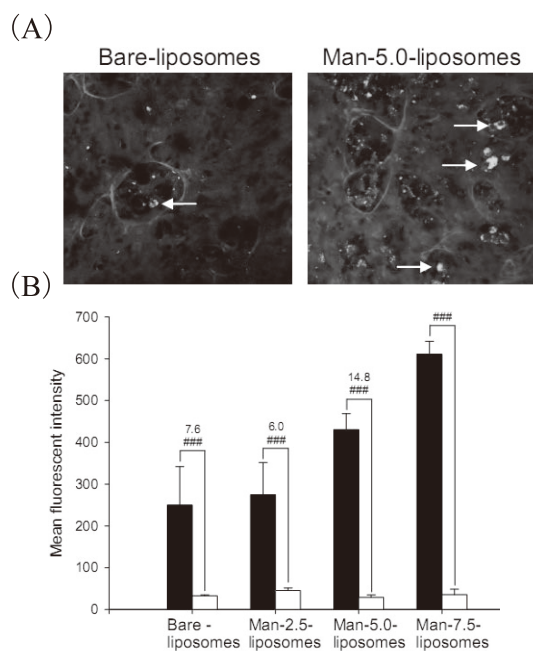 (A)
Bare-liposomes
Man-5.0-liposomes
(B)
Mean fluorescent intensity
700
600
500
400
300
200
100
0
7.6
###
6.0
###
14.8
###
###
Bare -
liposomes
Man-2.5-
liposomes
Man-5.0-
liposomes
Man-7.5-
liposomes